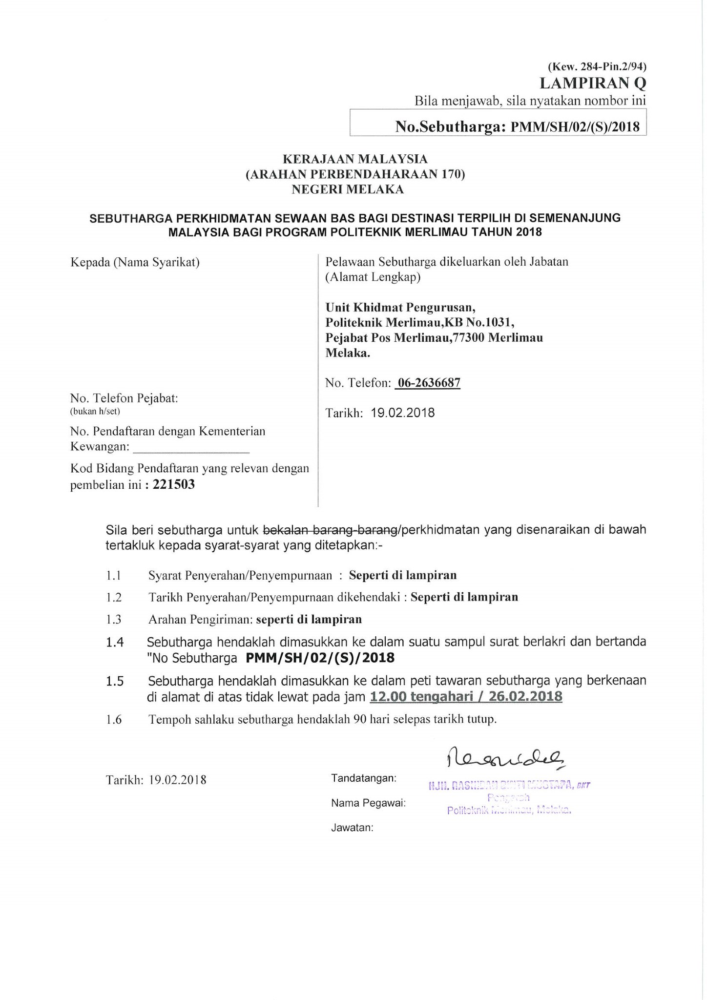 (Kew. 284-Pin.2/94)
LAMPIRAN Q
Bila menjawab, sila nyatakan nombor ini
No.Sebutharga: PMM/SH/02/(S)/2018
KERAJAAN MALAYSIA
(ARAHAN PERBENDAHARAAN 170)
NEGERI MELAKA
SEBUTHARGA PERKHIDMATAN SEWAAN BAS BAGI DESTINASI TERPILIH DI SEMENANJUNG
MALAYSIA BAGI PROGRAM POLITEKNIK MERLIMAU TAHUN 2018
Kepada (Nama Syarikat)
No. Telefon Pejabat:
(bukan h/set)
No. Pendaftaran dengan Kementerian
Kewangan:
Kod Bidang Pendaftaran yang relevan dengan
pembelian ini : 221503
Pelawaan Sebutharga dikeluarkan oleh Jabatan
(Alamat Lengkap)
Unit Khidmat Pengurusan,
Politeknik Merlimau,KB No.1031,
Pejabat Pos Merlimau,77300 Merlimau
Melaka.
No. Telefon: 06-2636687
Tarikh: 19.02.2018
Sila beri sebutharga untuk bekalan barang-barang/perkhidmatan yang disenaraikan di bawah
tertakluk kepada syarat-syarat yang ditetapkan:-
1.1 Syarat Penyerahan/Penyempurnaan : Seperti di lampiran
1.2 Tarikh Penyerahan/Penyempurnaan dikehendaki : Seperti di lampiran
1.3 Arahan Pengiriman: seperti di lampiran
1.4 Sebutharga hendaklah dimasukkan ke dalam suatu sampul surat berlakri dan bertanda
"No Sebutharga PMM/SH/02/(S)/2018
1.5 Sebutharga hendaklah dimasukkan ke dalam peti tawaran sebutharga yang berkenaan
di alamat di atas tidak lewat pada jam 12.00 tengahari / 26.02.2018
1.6 Tempoh sahlaku sebutharga hendaklah 90 hari selepas tarikh tutup.
Tarikh: 19.02.2018
Tandatangan:
HJH. RASHIDAH BINTI MUSTAPA, BKT
Nama Pegawai:
Pengarah
Politeknik Merlimau, Melaka.
Jawatan: